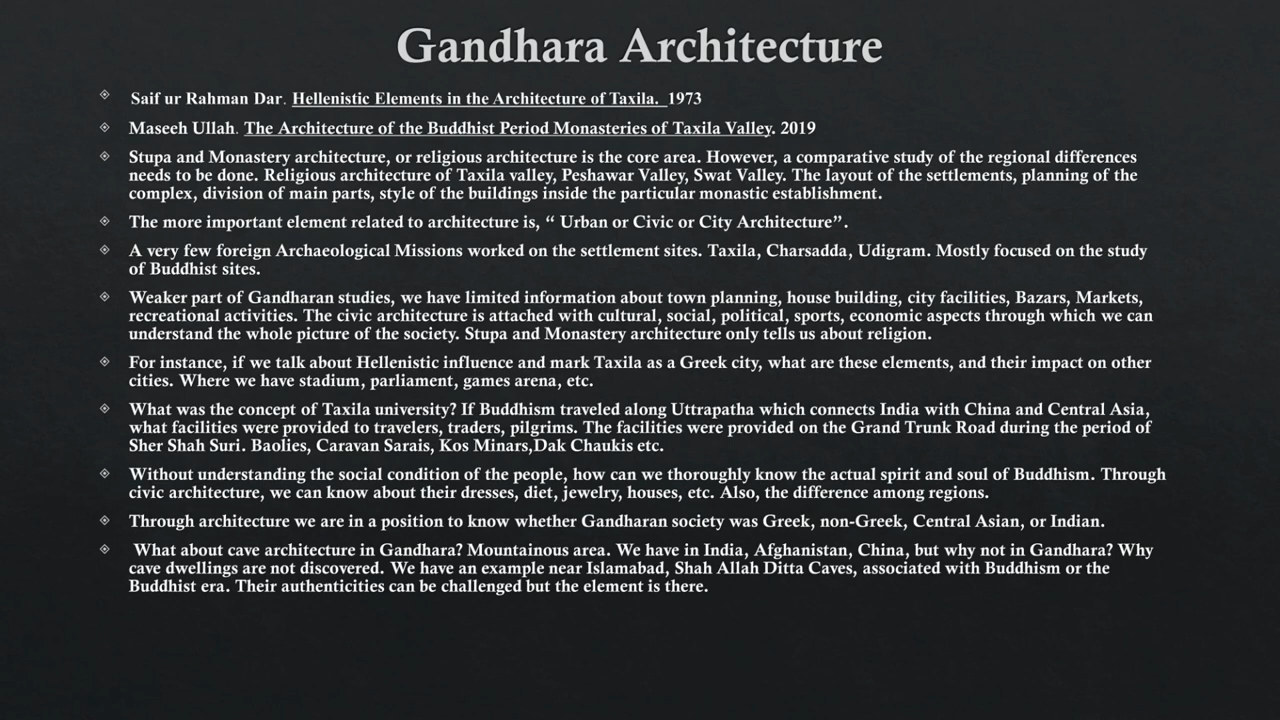 Gandhara Architecture
Saif ur Rahman Dar. Hellenistic Elements in the Architecture of Taxila. 1973
Maseeh Ullah. The Architecture of the Buddhist Period Monasteries of Taxila Valley. 2019
Stupa and Monastery architecture, or religious architecture is the core area. However, a comparative study of the regional differences
needs to be done. Religious architecture of Taxila valley, Peshawar Valley, Swat Valley. The layout of the settlements, planning of the
complex, division of main parts, style of the buildings inside the particular monastic establishment.
The more important element related to architecture is, “ Urban or Civic or City Architecture”.
A very few foreign Archaeological Missions worked on the settlement sites. Taxila, Charsadda, Udigram. Mostly focused on the study
of Buddhist sites.
Weaker part of Gandharan studies, we have limited information about town planning, house building, city facilities, Bazars, Markets,
recreational activities. The civic architecture is attached with cultural, social, political, sports, economic aspects through which we can
understand the whole picture of the society. Stupa and Monastery architecture only tells us about religion.
For instance, if we talk about Hellenistic influence and mark Taxila as a Greek city, what are these elements, and their impact on other
cities. Where we have stadium, parliament, games arena, etc.
What was the concept of Taxila university? If Buddhism traveled along Uttrapatha which connects India with China and Central Asia,
what facilities were provided to travelers, traders, pilgrims. The facilities were provided on the Grand Trunk Road during the period of
Sher Shah Suri. Baolies, Caravan Sarais, Kos Minars,Dak Chaukis etc.
Without understanding the social condition of the people, how can we thoroughly know the actual spirit and soul of Buddhism. Through
civic architecture, we can know about their dresses, diet, jewelry, houses, etc. Also, the difference among regions.
Through architecture we are in a position to know whether Gandharan society was Greek, non-Greek, Central Asian, or Indian.
What about cave architecture in Gandhara? Mountainous area. We have in India, Afghanistan, China, but why not in Gandhara? Why
cave dwellings are not discovered. We have an example near Islamabad, Shah Allah Ditta Caves, associated with Buddhism or the
Buddhist era. Their authenticities can be challenged but the element is there.